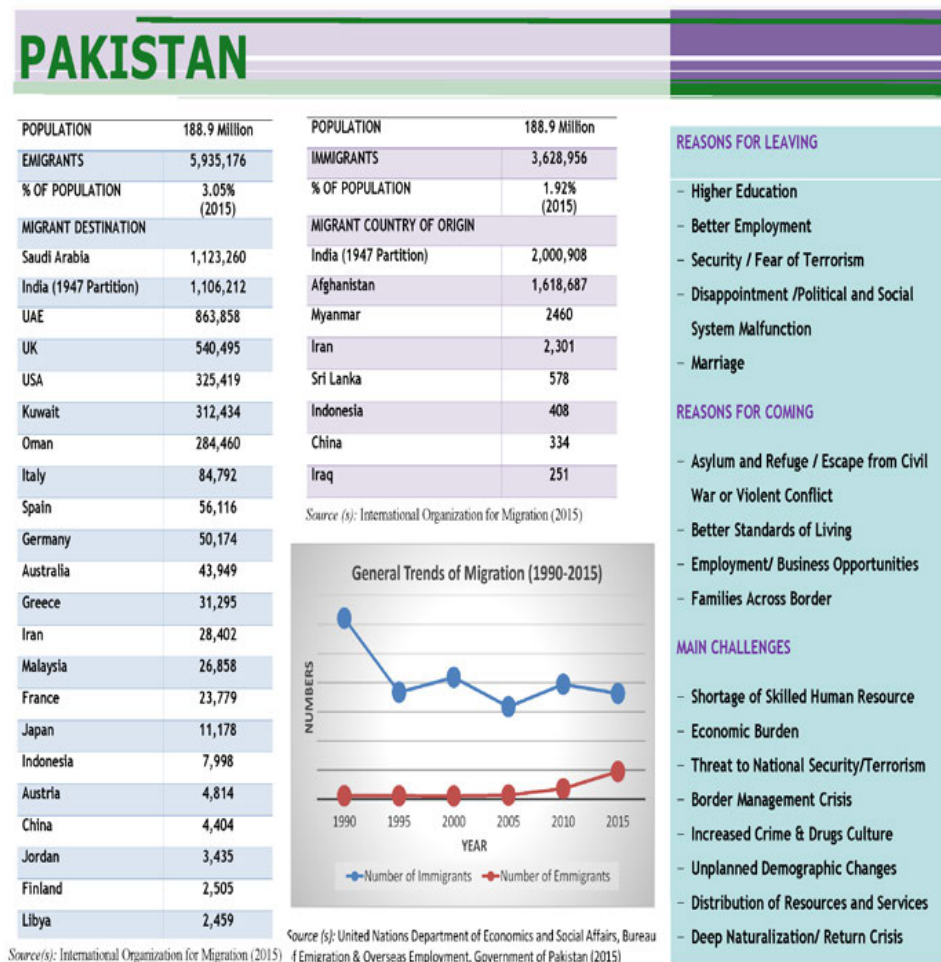 PAKISTAN
POPULATION 188.9 Million
EMIGRANTS 5,935,176
% OF POPULATION 3.05%
(2015)
MIGRANT DESTINATION
Saudi Arabia 1,123,260
India (1947 Partition) 1,106,212
UAE 863,858
UK 540,495
USA 325,419
Kuwait 312,434
Oman 284,460
Italy 84,792
Spain 56,116
Germany 50,174
Australia 43,949
Greece 31,295
Iran 28,402
Malaysia 26,858
France 23,779
Japan 11,178
Indonesia 7,998
Austria 4,814
China 4,404
Jordan 3,435
Finland 2,505
Libya 2,459
Source(s): International Organization for Migration (2015)
POPULATION 188.9 Million
IMMIGRANTS 3,628,956
% OF POPULATION 1.92%
(2015)
MIGRANT COUNTRY OF ORIGIN
India (1947 Partition) 2,000,908
Afghanistan 1,618,687
Myanmar 2460
Iran 2,301
Sri Lanka 578
Indonesia 408
China 334
Iraq 251
Source (s): International Organization for Migration (2015)
General Trends of Migration (1990-2015)
NUMBERS
1990 1995 2000 2005 2010 2015
YEAR
Number of Immigrants Number of Emmigrants
Source (s): United Nations Department of Economics and Social Affairs, Bureau
of Emigration & Overseas Employment, Government of Pakistan (2015)
REASONS FOR LEAVING
- Higher Education
- Better Employment
- Security / Fear of Terrorism
- Disappointment /Political and Social
System Malfunction
- Marriage
REASONS FOR COMING
- Asylum and Refuge / Escape from Civil
War or Violent Conflict
- Better Standards of Living
- Employment/ Business Opportunities
- Families Across Border
MAIN CHALLENGES
- Shortage of Skilled Human Resource
- Economic Burden
- Threat to National Security/Terrorism
- Border Management Crisis
- Increased Crime & Drugs Culture
- Unplanned Demographic Changes
- Distribution of Resources and Services
- Deep Naturalization/ Return Crisis